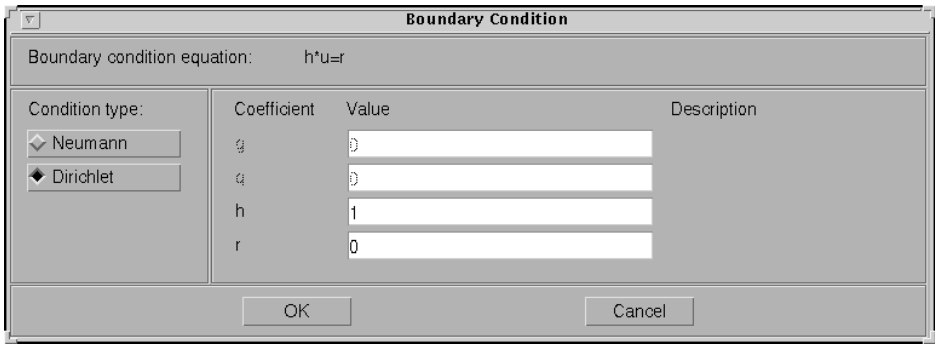 Boundary Condition
Boundary condition equation: h*u=r
Condition type: Coefficient Value Description
Neumann g 0
Dirichlet q 0
h 1
r 0
OK Cancel